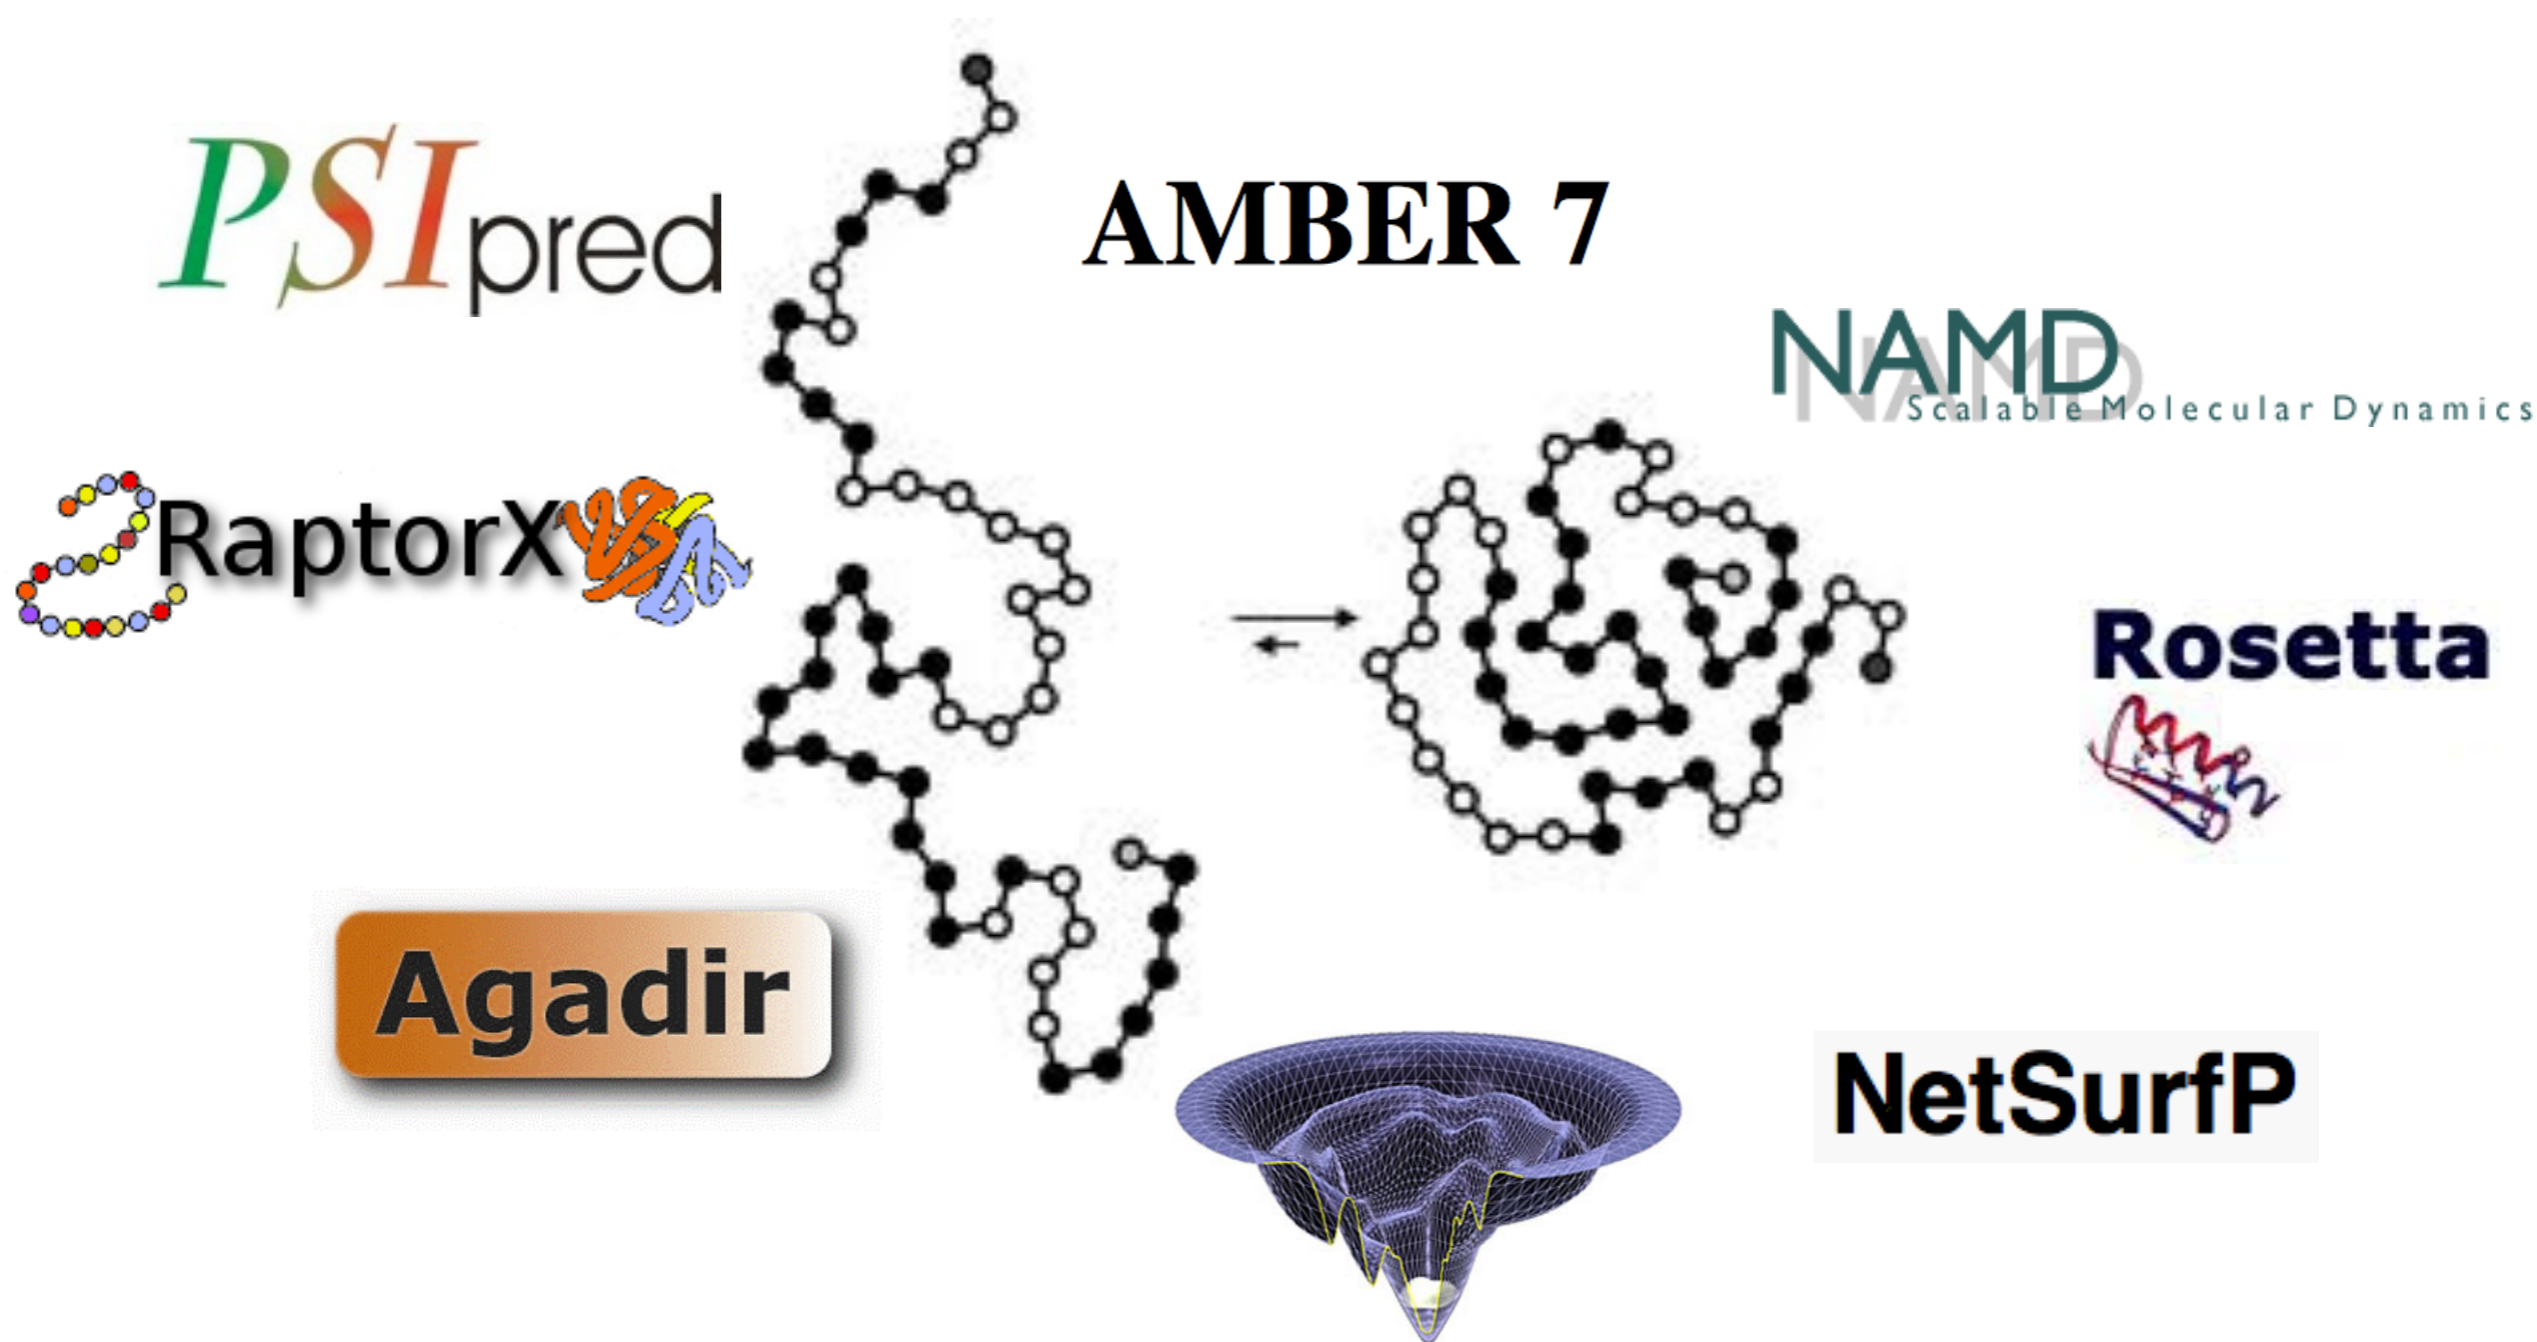 PSIpred
AMBER 7
NAMD
Scalable Molecular Dynamics
RaptorX
Rosetta
Agadir
NetSurfP